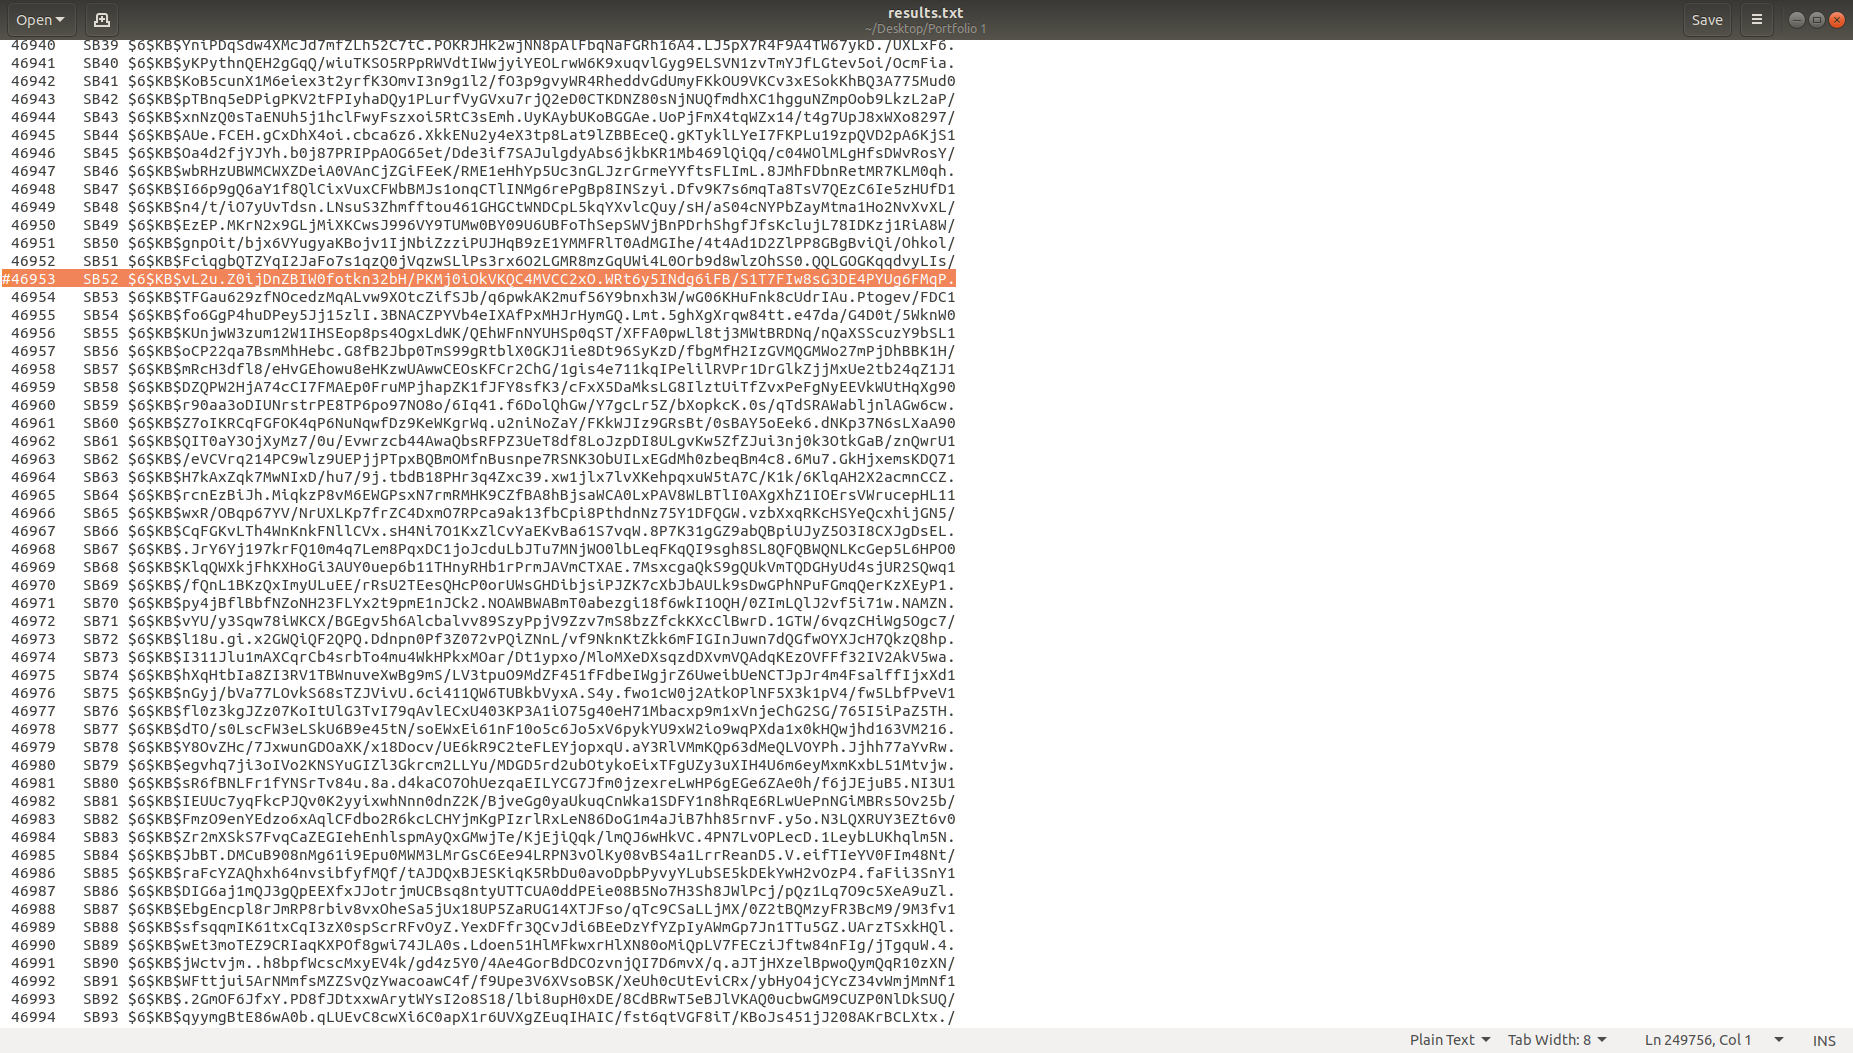 Open
results.txt
~/Desktop/Portfolio 1
Save
46940 SB39 $6$KB$YniPDqSdw4XMcJd7mfZLh52C7tC.POKRJHk2wjNN8pAlFbqNaFGRh16A4.LJ5pX7R4F9A4TW67ykD./UXLxF6.
46941 SB40 $6$KB$yKPythnQEH2gGqQ/wiuTKSO5RPpRWVdtIWwjyiYEOLrwW6K9xuqvlGyg9ELSVN1zvTmYJfLGtev5oi/OcmFia.
46942 SB41 $6$KB$KoB5cunX1M6eiex3t2yrfK3OmvI3n9g1l2/fO3p9gvyWR4RheddvGdUmyFKkOU9VKCv3xESokKhBQ3A775Mud0
46943 SB42 $6$KB$pTBnq5eDPigPKV2tFPIyhaDQy1PLurfVyGVxu7rjQ2eD0CTKDNZ80sNjNUQfmdhXC1hgguNZmpOob9LkzL2aP/
46944 SB43 $6$KB$xnNzQ0sTaENUh5j1hclFwyFszxoi5RtC3sEmh.UyKAybUKoBGGAe.UoPjFmX4tqWZx14/t4g7UpJ8xWXo8297/
46945 SB44 $6$KB$AUe.FCEH.gCxDhX4oi.cbca6z6.XkkENu2y4eX3tp8Lat9lZBBEceQ.gKTyklLYeI7FKPLu19zpQVD2pA6KjS1
46946 SB45 $6$KB$Oa4d2fjYJYh.b0j87PRIPpAOG65et/Dde3if7SAJulgdyAbs6jkbKR1Mb469lQiQq/c04WOlMLgHfsDWvRosY/
46947 SB46 $6$KB$wbRHzUBWMCWXZDeiA0VAnCjZGiFEeK/RME1eHhYp5Uc3nGLJzrGrmeYYftsFLImL.8JMhFDbnRetMR7KLM0qh.
46948 SB47 $6$KB$I66p9gQ6aY1f8QlCixVuxCFWbBMJs1onqCTlINMg6rePgBp8INSzyi.Dfv9K7s6mqTa8TsV7QEzC6Ie5zHUfD1
46949 SB48 $6$KB$n4/t/iO7yUvTdsn.LNsuS3Zhmfftou461GHGCtWNDCpL5kqYXvlcQuy/sH/aS04cNYPbZayMtma1Ho2NvXvXL/
46950 SB49 $6$KB$EzEP.MKrN2x9GLjMiXKCwsJ996VY9TUMw0BY09U6UBFoThSepSWVjBnPDrhShgfJfsKclujL78IDKzj1RiA8W/
46951 SB50 $6$KB$gnpOit/bjx6VYugyaKBojv1IjNbiZzziPUJHqB9zE1YMMFRlT0AdMGIhe/4t4Ad1D2ZlPP8GBgBviQi/Ohkol/
46952 SB51 $6$KB$FciqgbQTZYqI2JaFo7s1qzQ0jVqzwSLlPs3rx6O2LGMR8mzGqUWi4L0Orb9d8wlzOhSS0.QQLGOGKqqdvyLIs/
#46953 SB52 $6$KB$vL2u.Z0ijDnZBIW0fotkn32bH/PKMj0iOkVKQC4MVCC2xO.WRt6y5INdg6iFB/S1T7FIw8sG3DE4PYUg6FMqP.
46954 SB53 $6$KB$TFGau629zfNOcedzMqALvw9XOtcZifSJb/q6pwkAK2muf56Y9bnxh3W/wG06KHuFnk8cUdrIAu.Ptogev/FDC1
46955 SB54 $6$KB$fo6GgP4huDPey5Jj15zlI.3BNACZPYVb4eIXAfPxMHJrHymGQ.Lmt.5ghXgXrqw84tt.e47da/G4D0t/5WknW0
46956 SB55 $6$KB$KUnjwW3zum12W1IHSEop8ps4OgxLdWK/QEhWFnNYUHSp0qST/XFFA0pwLl8tj3MWtBRDNq/nQaXSScuzY9bSL1
46957 SB56 $6$KB$oCP22qa7BsmMhHebc.G8fB2Jbp0TmS99gRtblX0GKJ1ie8Dt96SyKzD/fbgMfH2IzGVMQGMWo27mPjDhBBK1H/
46958 SB57 $6$KB$mRcH3dfl8/eHvGEhowu8eHKzwUAwwCEOsKFCr2ChG/1gis4e711kqIPelilRVPr1DrGlkZjjMxUe2tb24qZ1J1
46959 SB58 $6$KB$DZQPW2HjA74cCI7FMAEp0FruMPjhapZK1fJFY8sfK3/cFxX5DaMksLG8IlztUiTfZvxPeFgNyEEVkWUtHqXg90
46960 SB59 $6$KB$r90aa3oDIUNrstrPE8TP6po97NO8o/6Iq41.f6DolQhGw/Y7gcLr5Z/bXopkcK.0s/qTdSRAWabljnlAGw6cw.
46961 SB60 $6$KB$Z7oIKRCqFGFOK4qP6NuNqwfDz9KeWKgrWq.u2niNoZaY/FKkWJIz9GRsBt/0sBAY5oEek6.dNKp37N6sLXaA90
46962 SB61 $6$KB$QIT0aY3OjXyMz7/0u/Evwrzcb44AwaQbsRFPZ3UeT8df8LoJzpDI8ULgvKw5ZfZJui3nj0k3OtkGaB/znQwrU1
46963 SB62 $6$KB$/eVCVrq214PC9wlz9UEPjjPTpxBQBmOMfnBusnpe7RSNK3ObUILxEGdMh0zbeqBm4c8.6Mu7.GkHjxemsKDQ71
46964 SB63 $6$KB$H7kAxZqk7MwNIxD/hu7/9j.tbdB18PHr3q4Zxc39.xw1jlx7lvXKehpqxuW5tA7C/K1k/6KlqAH2X2acmnCCZ.
46965 SB64 $6$KB$rcnEzBiJh.MiqkzP8vM6EWGPsxN7rmRMHK9CZfBA8hBjsaWCA0LxPAV8WLBTlI0AXgXhZ1IOErsVWrucepHL11
46966 SB65 $6$KB$wxR/OBqp67YV/NrUXLKp7frZC4DxmO7RPca9ak13fbCpi8PthdnNz75Y1DFQGW.vzbXxqRKcHSYeQcxhijGN5/
46967 SB66 $6$KB$CqFGKvLTh4WnKnkFNllCVx.sH4Ni7O1KxZlCvYaEKvBa61S7vqW.8P7K31gGZ9abQBpiUJyZ5O3I8CXJgDsEL.
46968 SB67 $6$KB$.JrY6Yj197krFQ10m4q7Lem8PqxDC1joJcduLbJTu7MNjWO0lbLeqFKqQI9sgh8SL8QFQBWQNLKcGep5L6HPO0
46969 SB68 $6$KB$KlqQWXkjFhKXHoGi3AUY0uep6b11THnyRHb1rPrmJAVmCTXAE.7MsxcgaQkS9gQUkVmTQDGHyUd4sjUR2SQwq1
46970 SB69 $6$KB$/fQnL1BKzQxImyULuEE/rRsU2TEesQHcP0orUWsGHDibjsiPJZK7cXbJbAULk9sDwGPhNPuFGmqQerKzXEyP1.
46971 SB70 $6$KB$py4jBflBbfNZoNH23FLYx2t9pmE1nJCk2.NOAWBWABmT0abezgi18f6wkI1OQH/0ZImLQlJ2vf5i71w.NAMZN.
46972 SB71 $6$KB$vYU/y3Sqw78iWKCX/BGEgv5h6Alcbalvv89SzyPpjV9Zzv7mS8bzZfckKXcClBwrD.1GTW/6vqzCHiWg5Ogc7/
46973 SB72 $6$KB$l18u.gi.x2GWQiQF2QPQ.Ddnpn0Pf3Z072vPQiZNnL/vf9NknKtZkk6mFIGInJuwn7dQGfwOYXJcH7QkzQ8hp.
46974 SB73 $6$KB$I311Jlu1mAXCqrCb4srbTo4mu4WkHPkxMOar/Dt1ypxo/MloMXeDXsqzdDXvmVQAdqKEzOVFFf32IV2AkV5wa.
46975 SB74 $6$KB$hXqHtbIa8ZI3RV1TBWnuveXwBg9mS/LV3tpuO9MdZF451fFdbeIWgjrZ6UweibUeNCTJpJr4m4FsalffIjxXd1
46976 SB75 $6$KB$nGyj/bVa77LOvkS68sTZJVivU.6ci411QW6TUBkbVyxA.S4y.fwo1cW0j2AtkOPlNF5X3k1pV4/fw5LbfPveV1
46977 SB76 $6$KB$fl0z3kgJZz07KoItUlG3TvI79qAvlECxU403KP3A1iO75g40eH71Mbacxp9m1xVnjeChG2SG/765I5iPaZ5TH.
46978 SB77 $6$KB$dTO/s0LscFW3eLSkU6B9e45tN/soEWxEi61nF10o5c6Jo5xV6pykYU9xW2io9wqPXda1x0kHQwjhd163VM216.
46979 SB78 $6$KB$Y8OvZHc/7JxwunGDOaXK/x18Docv/UE6kR9C2teFLEYjopxqU.aY3RlVMmKQp63dMeQLVOYPh.Jjhh77aYvRw.
46980 SB79 $6$KB$egvhq7ji3oIVo2KNSYuGIZl3Gkrcm2LLYu/MDGD5rd2ubOtykoEixTFgUZy3uXIH4U6m6eyMxmKxbL51Mtvjw.
46981 SB80 $6$KB$sR6fBNLFr1fYNSrTv84u.8a.d4kaCO7OhUezqaEILYCG7Jfm0jzexreLwHP6gEGe6ZAe0h/f6jJEjuB5.NI3U1
46982 SB81 $6$KB$IEUUc7yqFkcPJQv0K2yyixwhNnn0dnZ2K/BjveGg0yaUkuqCnWka1SDFY1n8hRqE6RLwUePnNGiMBRs5Ov25b/
46983 SB82 $6$KB$FmzO9enYEdzo6xAqlCFdbo2R6kcLCHYjmKgPIzrlRxLeN86DoG1m4aJiB7hh85rnvF.y5o.N3LQXRUY3EZt6v0
46984 SB83 $6$KB$Zr2mXSkS7FvqCaZEGIehEnhlspmAyQxGMwjTe/KjEjiQqk/lmQJ6wHkVC.4PN7LvOPLecD.1LeybLUKhqlm5N.
46985 SB84 $6$KB$JbBT.DMCuB908nMg61i9Epu0MWM3LMrGsC6Ee94LRPN3vOlKy08vBS4a1LrrReanD5.V.eifTIeYV0FIm48Nt/
46986 SB85 $6$KB$raFcYZAQhxh64nvsibfyfMQf/tAJDQxBJESKiqK5RbDu0avoDpbPyvyYLubSE5kDEkYwH2vOzP4.faFii3SnY1
46987 SB86 $6$KB$DIG6aj1mQJ3gQpEEXfxJJotrjmUCBsq8ntyUTTCUA0ddPEie08B5No7H3Sh8JWlPcj/pQz1Lq7O9c5XeA9uZl.
46988 SB87 $6$KB$EbgEncpl8rJmRP8rbiv8vxOheSa5jUx18UP5ZaRUG14XTJFso/qTc9CSaLLjMX/0Z2tBQMzyFR3BcM9/9M3fv1
46989 SB88 $6$KB$sfsqqmIK61txCqI3zX0spScrRFvOyZ.YexDFfr3QCvJdi6BEeDzYfYZpIyAWmGp7Jn1TTu5GZ.UArzTSxkHQl.
46990 SB89 $6$KB$wEt3moTEZ9CRIaqKXPOf8gwi74JLA0s.Ldoen51HlMFkwxrHlXN80oMiQpLV7FECziJftw84nFIg/jTgquW.4.
46991 SB90 $6$KB$jWctvjm..h8bpfWcscMxyEV4k/gd4z5Y0/4Ae4GorBdDCOzvnjQI7D6mvX/q.aJTjHXzelBpwoQymQqR10zXN/
46992 SB91 $6$KB$WFttjui5ArNMmfsMZZSvQzYwacoawC4f/f9Upe3V6XVsoBSK/XeUh0cUtEviCRx/ybHyO4jCYcZ34vWmjMmNf1
46993 SB92 $6$KB$.2GmOF6JfxY.PD8fJDtxxwArytWYsI2o8S18/lbi8upH0xDE/8CdBRwT5eBJlVKAQ0ucbwGM9CUZP0NlDkSUQ/
46994 SB93 $6$KB$qyymgBtE86wA0b.qLUEvC8cwXi6C0apX1r6UVXgZEuqIHAIC/fst6qtVGF8iT/KBoJs451jJ208AKrBCLXtx./
Plain Text
Tab Width: 8
Ln 249756, Col 1
INS